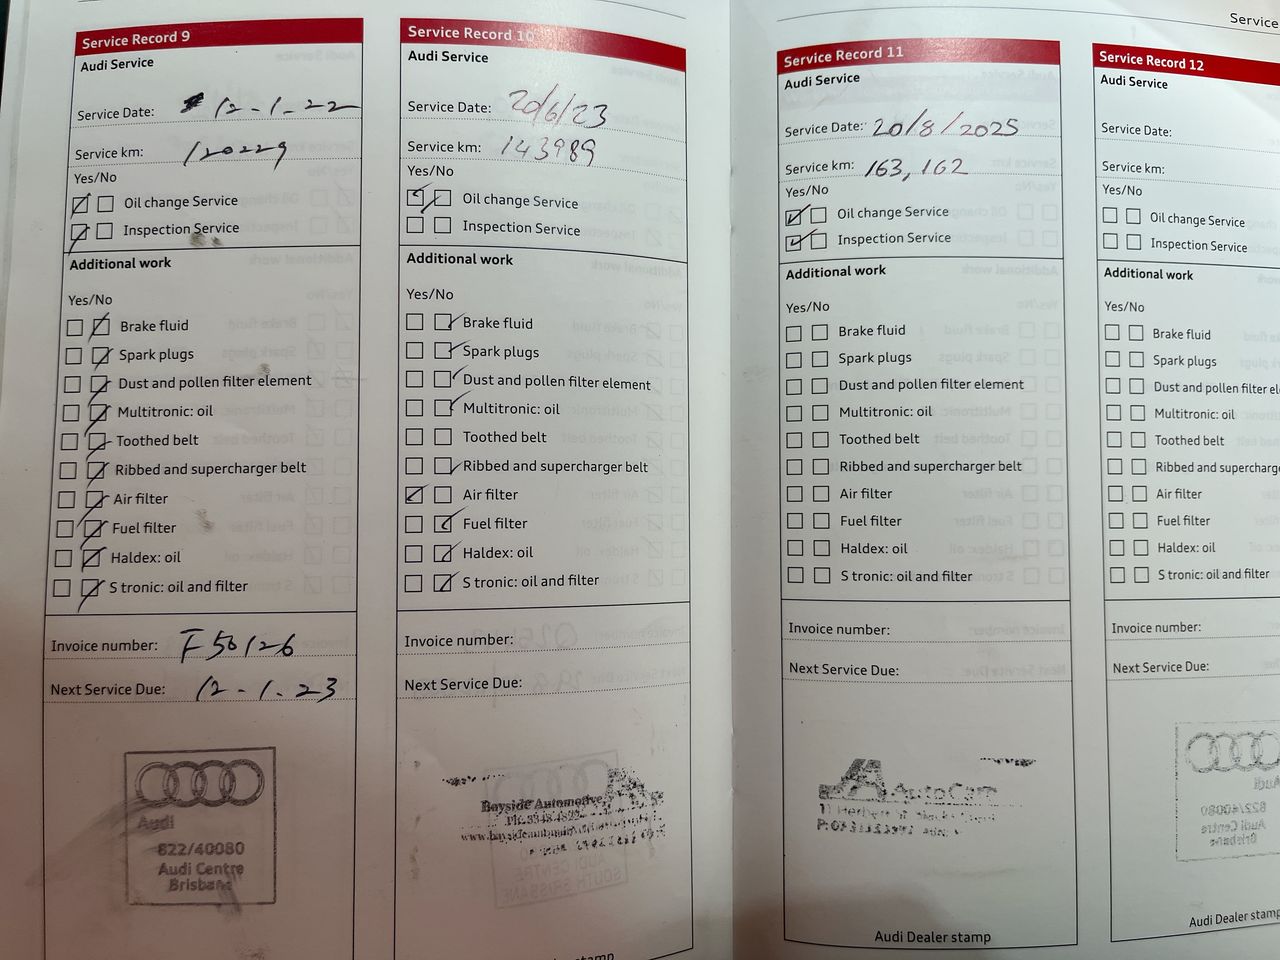 Service
Service Record 9
Audi Service
Service Date: 12-1-22
Service km: 120229
Yes/No
Oil change Service
Inspection Service
Additional work
Yes/No
Brake fluid
Spark plugs
Dust and pollen filter element
Multitronic: oil
Toothed belt
Ribbed and supercharger belt
Air filter
Fuel filter
Haldex: oil
S tronic: oil and filter
Invoice number: F50126
Next Service Due: 12-1-23
Audi
822/40080
Audi Centre
Brisbane
Service Record 10
Audi Service
Service Date: 20/6/23
Service km: 143989
Yes/No
Oil change Service
Inspection Service
Additional work
Yes/No
Brake fluid
Spark plugs
Dust and pollen filter element
Multitronic: oil
Toothed belt
Ribbed and supercharger belt
Air filter
Fuel filter
Haldex: oil
S tronic: oil and filter
Invoice number:
Next Service Due:
Bayside Automotive
stamp
Service Record 11
Audi Service
Service Date: 20/8/2025
Service km: 163,162
Yes/No
Oil change Service
Inspection Service
Additional work
Yes/No
Brake fluid
Spark plugs
Dust and pollen filter element
Multitronic: oil
Toothed belt
Ribbed and supercharger belt
Air filter
Fuel filter
Haldex: oil
S tronic: oil and filter
Invoice number:
Next Service Due:
AutoCare
Audi Dealer stamp
Service Record 12
Audi Service
Service Date:
Service km:
Yes/No
Oil change Service
Inspection Service
Additional work
Yes/No
Brake fluid
Spark plugs
Dust and pollen filter el
Multitronic: oil
Toothed belt
Ribbed and supercharge
Air filter
Fuel filter
Haldex: oil
S tronic: oil and filter
Invoice number:
Next Service Due:
Audi Dealer stamp